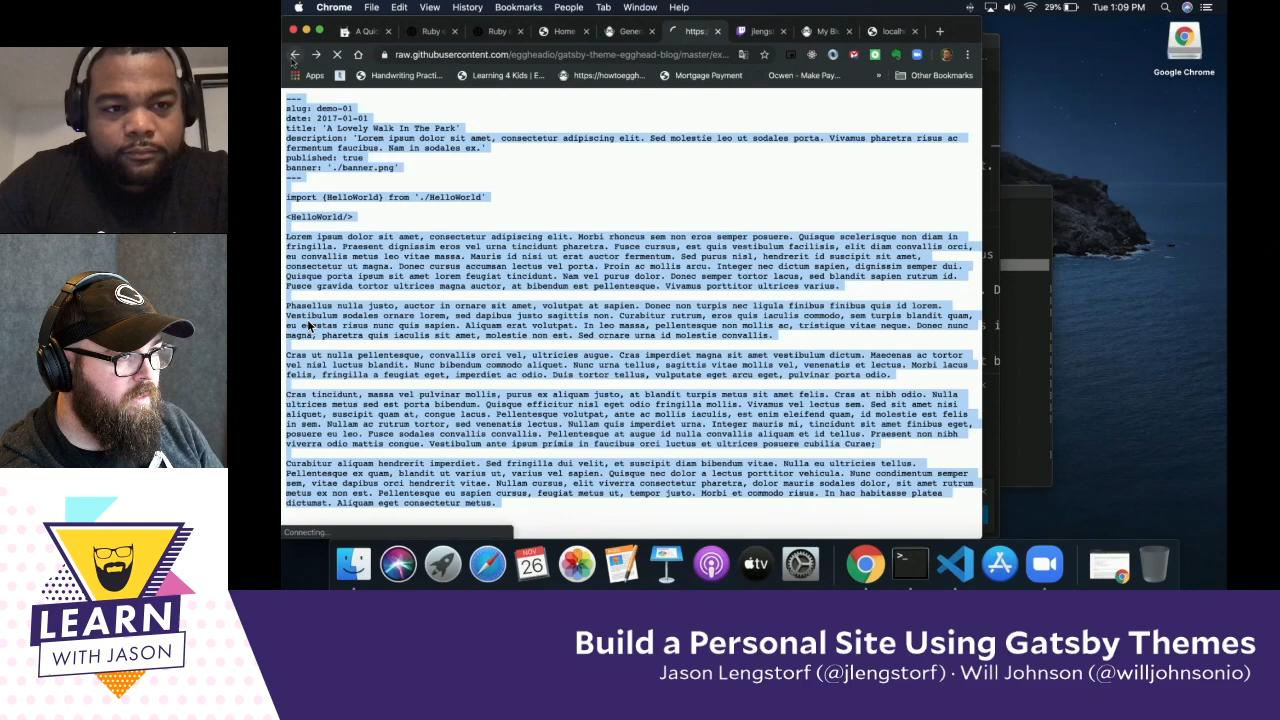 Chrome File Edit View History Bookmarks People Tab Window Help 29% Tue 1:09 PM
A Quic Ruby Ruby Home Gener https: jlengs My Bl localh
raw.githubusercontent.com/eggheadio/gatsby-theme-egghead-blog/master/ex...
Apps Handwriting Practi... Learning 4 Kids | E... https://howtoeggh... Mortgage Payment Ocwen - Make Pay... » Other Bookmarks
Google Chrome
---
slug: demo-01
date: 2017-01-01
title: 'A Lovely Walk In The Park'
description: 'Lorem ipsum dolor sit amet, consectetur adipiscing elit. Sed molestie leo ut sodales porta. Vivamus pharetra risus ac
fermentum faucibus. Nam in sodales ex.'
published: true
banner: './banner.png'
---
import {HelloWorld} from './HelloWorld'
<HelloWorld/>
Lorem ipsum dolor sit amet, consectetur adipiscing elit. Morbi rhoncus sem non eros semper posuere. Quisque scelerisque non diam in
fringilla. Praesent dignissim eros vel urna tincidunt pharetra. Fusce cursus, est quis vestibulum facilisis, elit diam convallis orci,
eu convallis metus leo vitae massa. Mauris id nisi ut erat auctor fermentum. Sed purus nisl, hendrerit id suscipit sit amet,
consectetur ut magna. Donec cursus accumsan lectus vel porta. Proin ac mollis arcu. Integer nec dictum sapien, dignissim semper dui.
Quisque porta ipsum sit amet lorem feugiat tincidunt. Nam vel purus dolor. Donec semper tortor lacus, sed blandit sapien rutrum id.
Fusce gravida tortor ultrices magna auctor, at bibendum est pellentesque. Vivamus porttitor ultrices varius.
Phasellus nulla justo, auctor in ornare sit amet, volutpat at sapien. Donec non turpis nec ligula finibus finibus quis id lorem.
Vestibulum sodales ornare lorem, sed dapibus justo sagittis non. Curabitur rutrum, eros quis iaculis commodo, sem turpis blandit quam,
eu egestas risus nunc quis sapien. Aliquam erat volutpat. In leo massa, pellentesque non mollis ac, tristique vitae neque. Donec nunc
magna, pharetra quis iaculis sit amet, mollis est. Sed ornare urna id molestie convallis.
Cras ut nulla pellentesque, convallis orci vel, ultricies augue. Cras imperdiet magna sit amet vestibulum dictum. Maecenas ac tortor
vel nisl luctus blandit. Nunc bibendum commodo aliquet. Nunc urna tellus, sagittis vitae mollis vel, venenatis et lectus. Morbi lacus
felis, fringilla a feugiat eget, imperdiet ac odio. Duis tortor tellus, vulputate eget arcu eget, pulvinar porta odio.
Cras tincidunt, massa vel pulvinar mollis, purus ex aliquam justo, at blandit turpis metus sit amet felis. Cras at nibh odio. Nulla
ultrices metus sed est porta bibendum. Quisque efficitur nisl eget odio fringilla mollis. Vivamus vel lectus sem. Sed sit amet nisi
aliquet, suscipit quam at, congue lacus. Pellentesque volutpat, ante ac mollis iaculis, est enim eleifend quam, id molestie est felis
in sem. Nullam ac rutrum tortor, sed venenatis lectus. Nullam quis imperdiet urna. Integer mauris mi, tincidunt sit amet finibus eget,
posuere eu leo. Fusce sodales convallis convallis. Pellentesque at augue id nulla convallis aliquam et id tellus. Praesent non nibh
viverra odio mattis congue. Vestibulum ante ipsum primis in faucibus orci luctus et ultrices posuere cubilia Curae;
Curabitur aliquam hendrerit imperdiet. Sed fringilla dui velit, et suscipit diam bibendum vitae. Nulla eu ultricies tellus.
Pellentesque ex quam, blandit ut varius ut, varius vel sapien. Quisque nec dolor a lectus porttitor vehicula. Nunc condimentum semper
sem, vitae dapibus orci hendrerit vitae. Nullam cursus, elit viverra consectetur pharetra, dolor mauris sodales dolor, eget rutrum
metus ex non est. Pellentesque eu sapien cursus, feugiat metus ut, tempor justo. Morbi et commodo risus. In hac habitasse platea
dictumst. Aliquam eget consectetur metus.
Connecting...
NOV
26
tv
LEARN
WITH JASON
Build a Personal Site Using Gatsby Themes
Jason Lengstorf (@jlengstorf) · Will Johnson (@willjohnsonio)